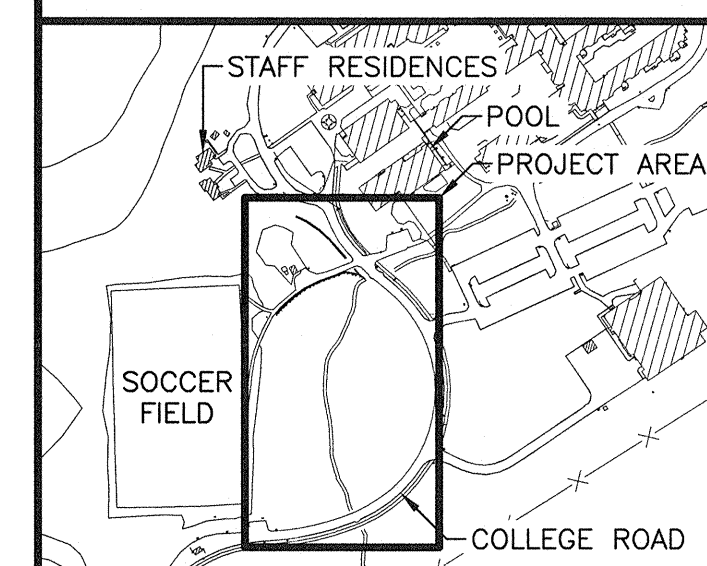 STAFF RESIDENCES
POOL
PROJECT AREA
SOCCER
FIELD
COLLEGE ROAD